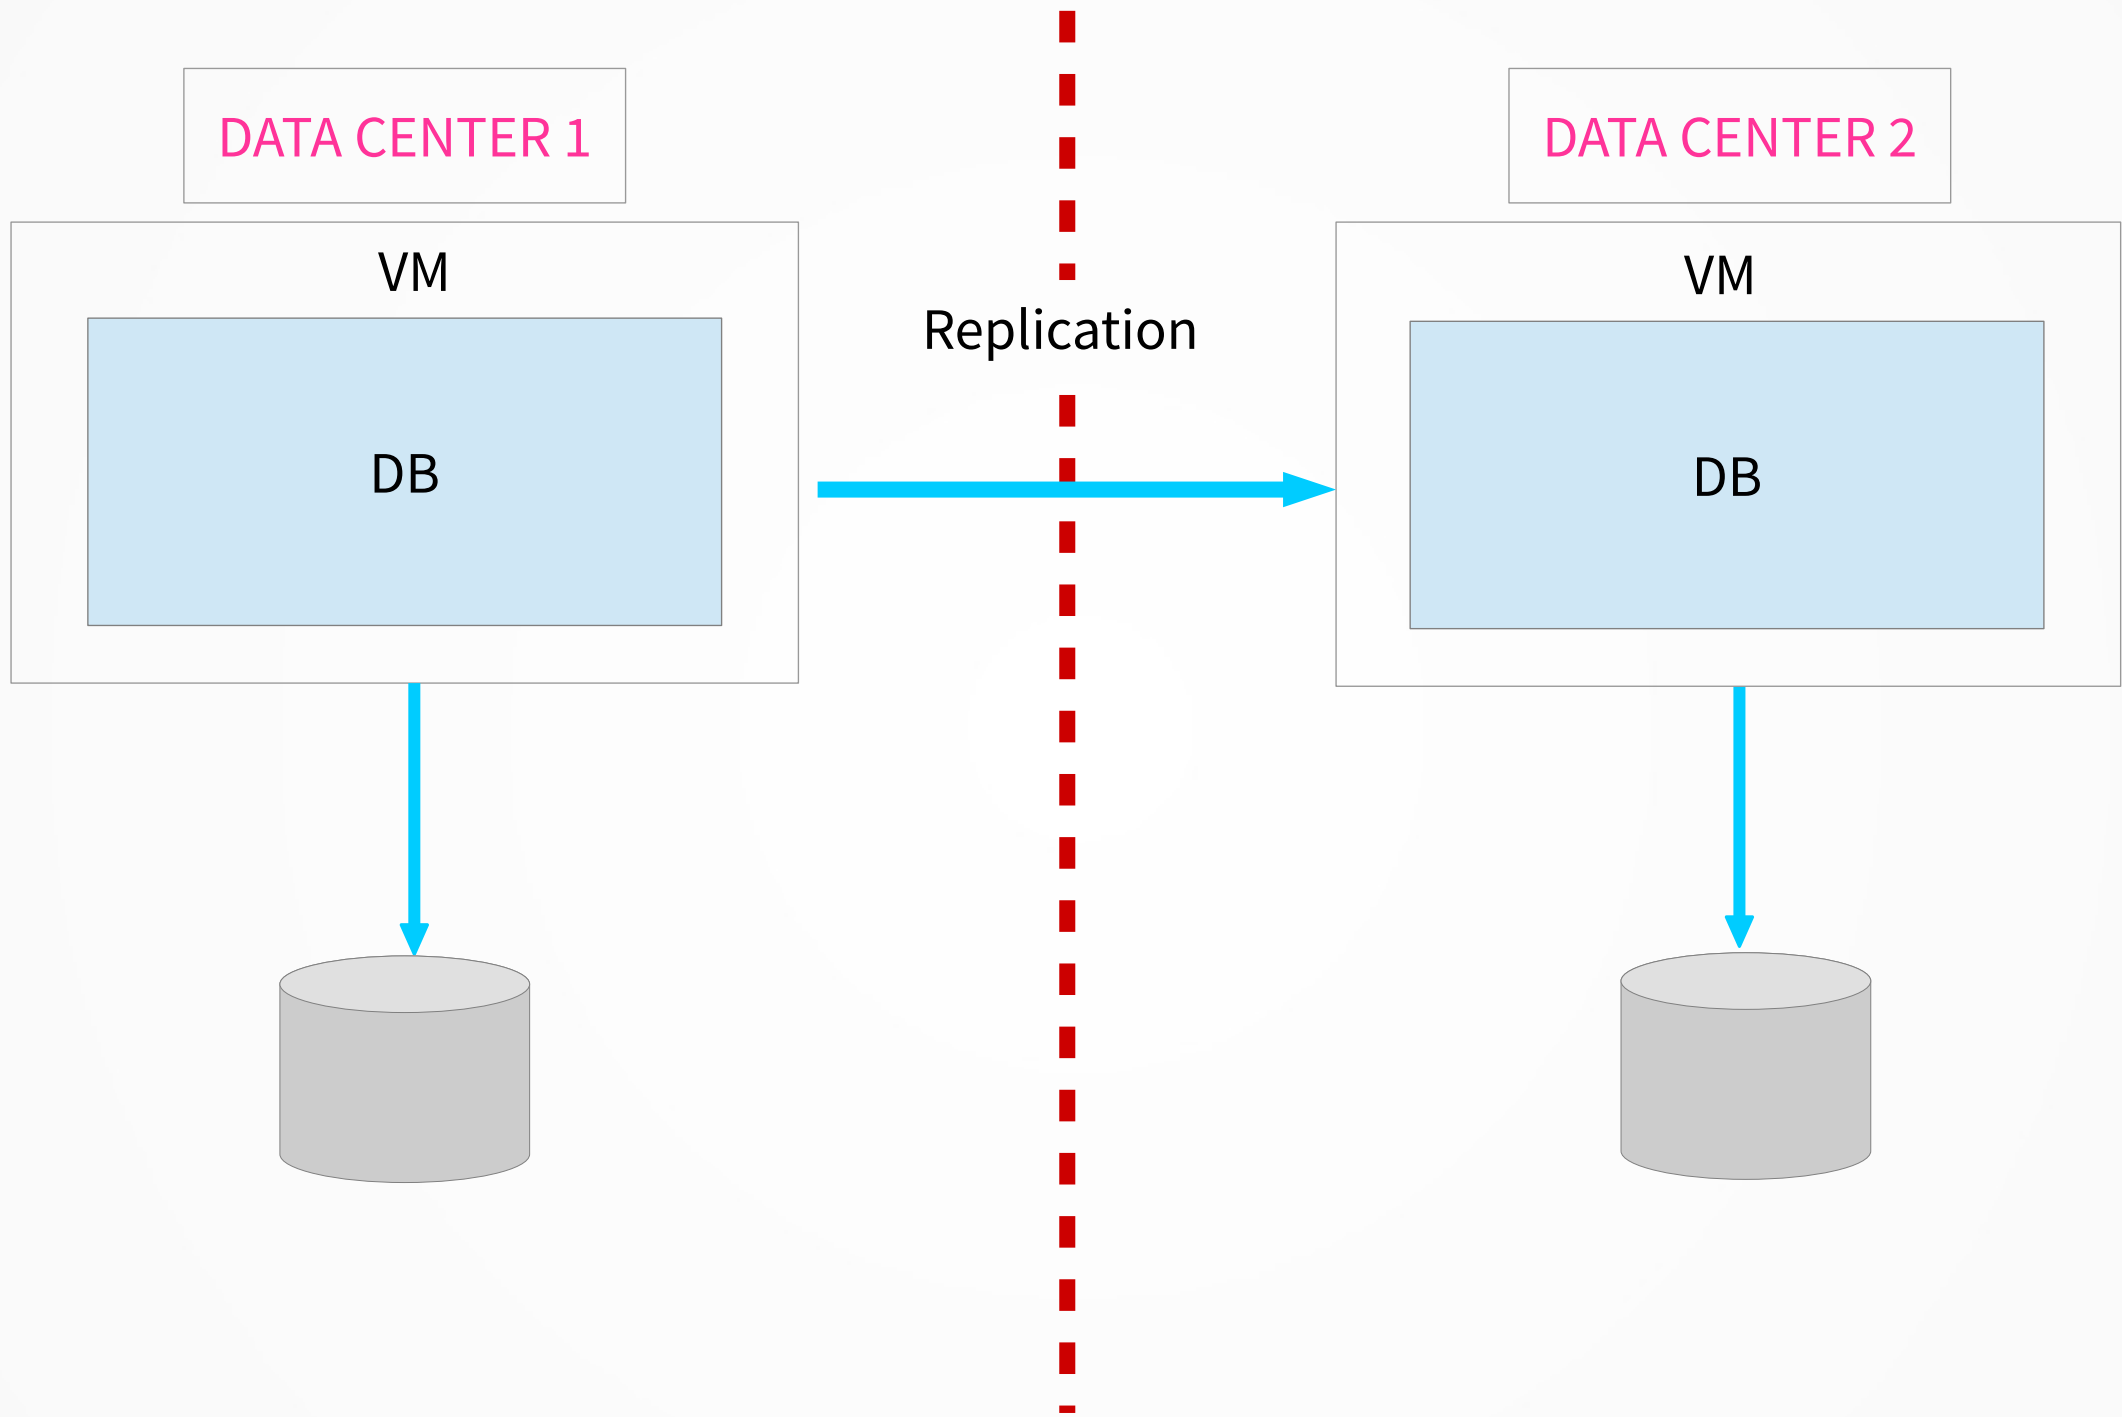 DATA CENTER 1
DATA CENTER 2
VM
VM
Replication
DB
DB